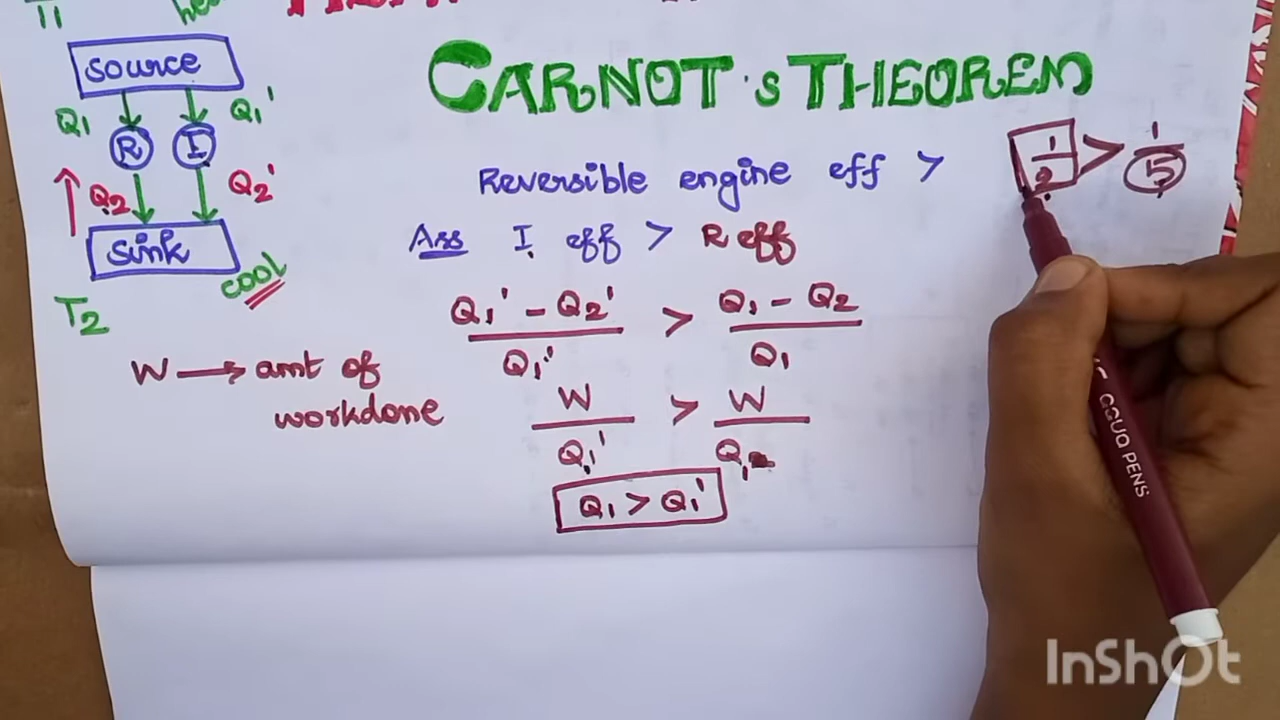 CARNOT's THEOREM
source
Q₁ Q₁'
R I
Q₂ Q₂'
sink
cool
T₂
Reversible engine eff >
1/2 > 1/5
Ass I eff > R eff
Q₁' - Q₂' / Q₁' > Q₁ - Q₂ / Q₁
W → amt of
workdone
W / Q₁' > W / Q₁
Q₁ > Q₁'
PENS
InShOt